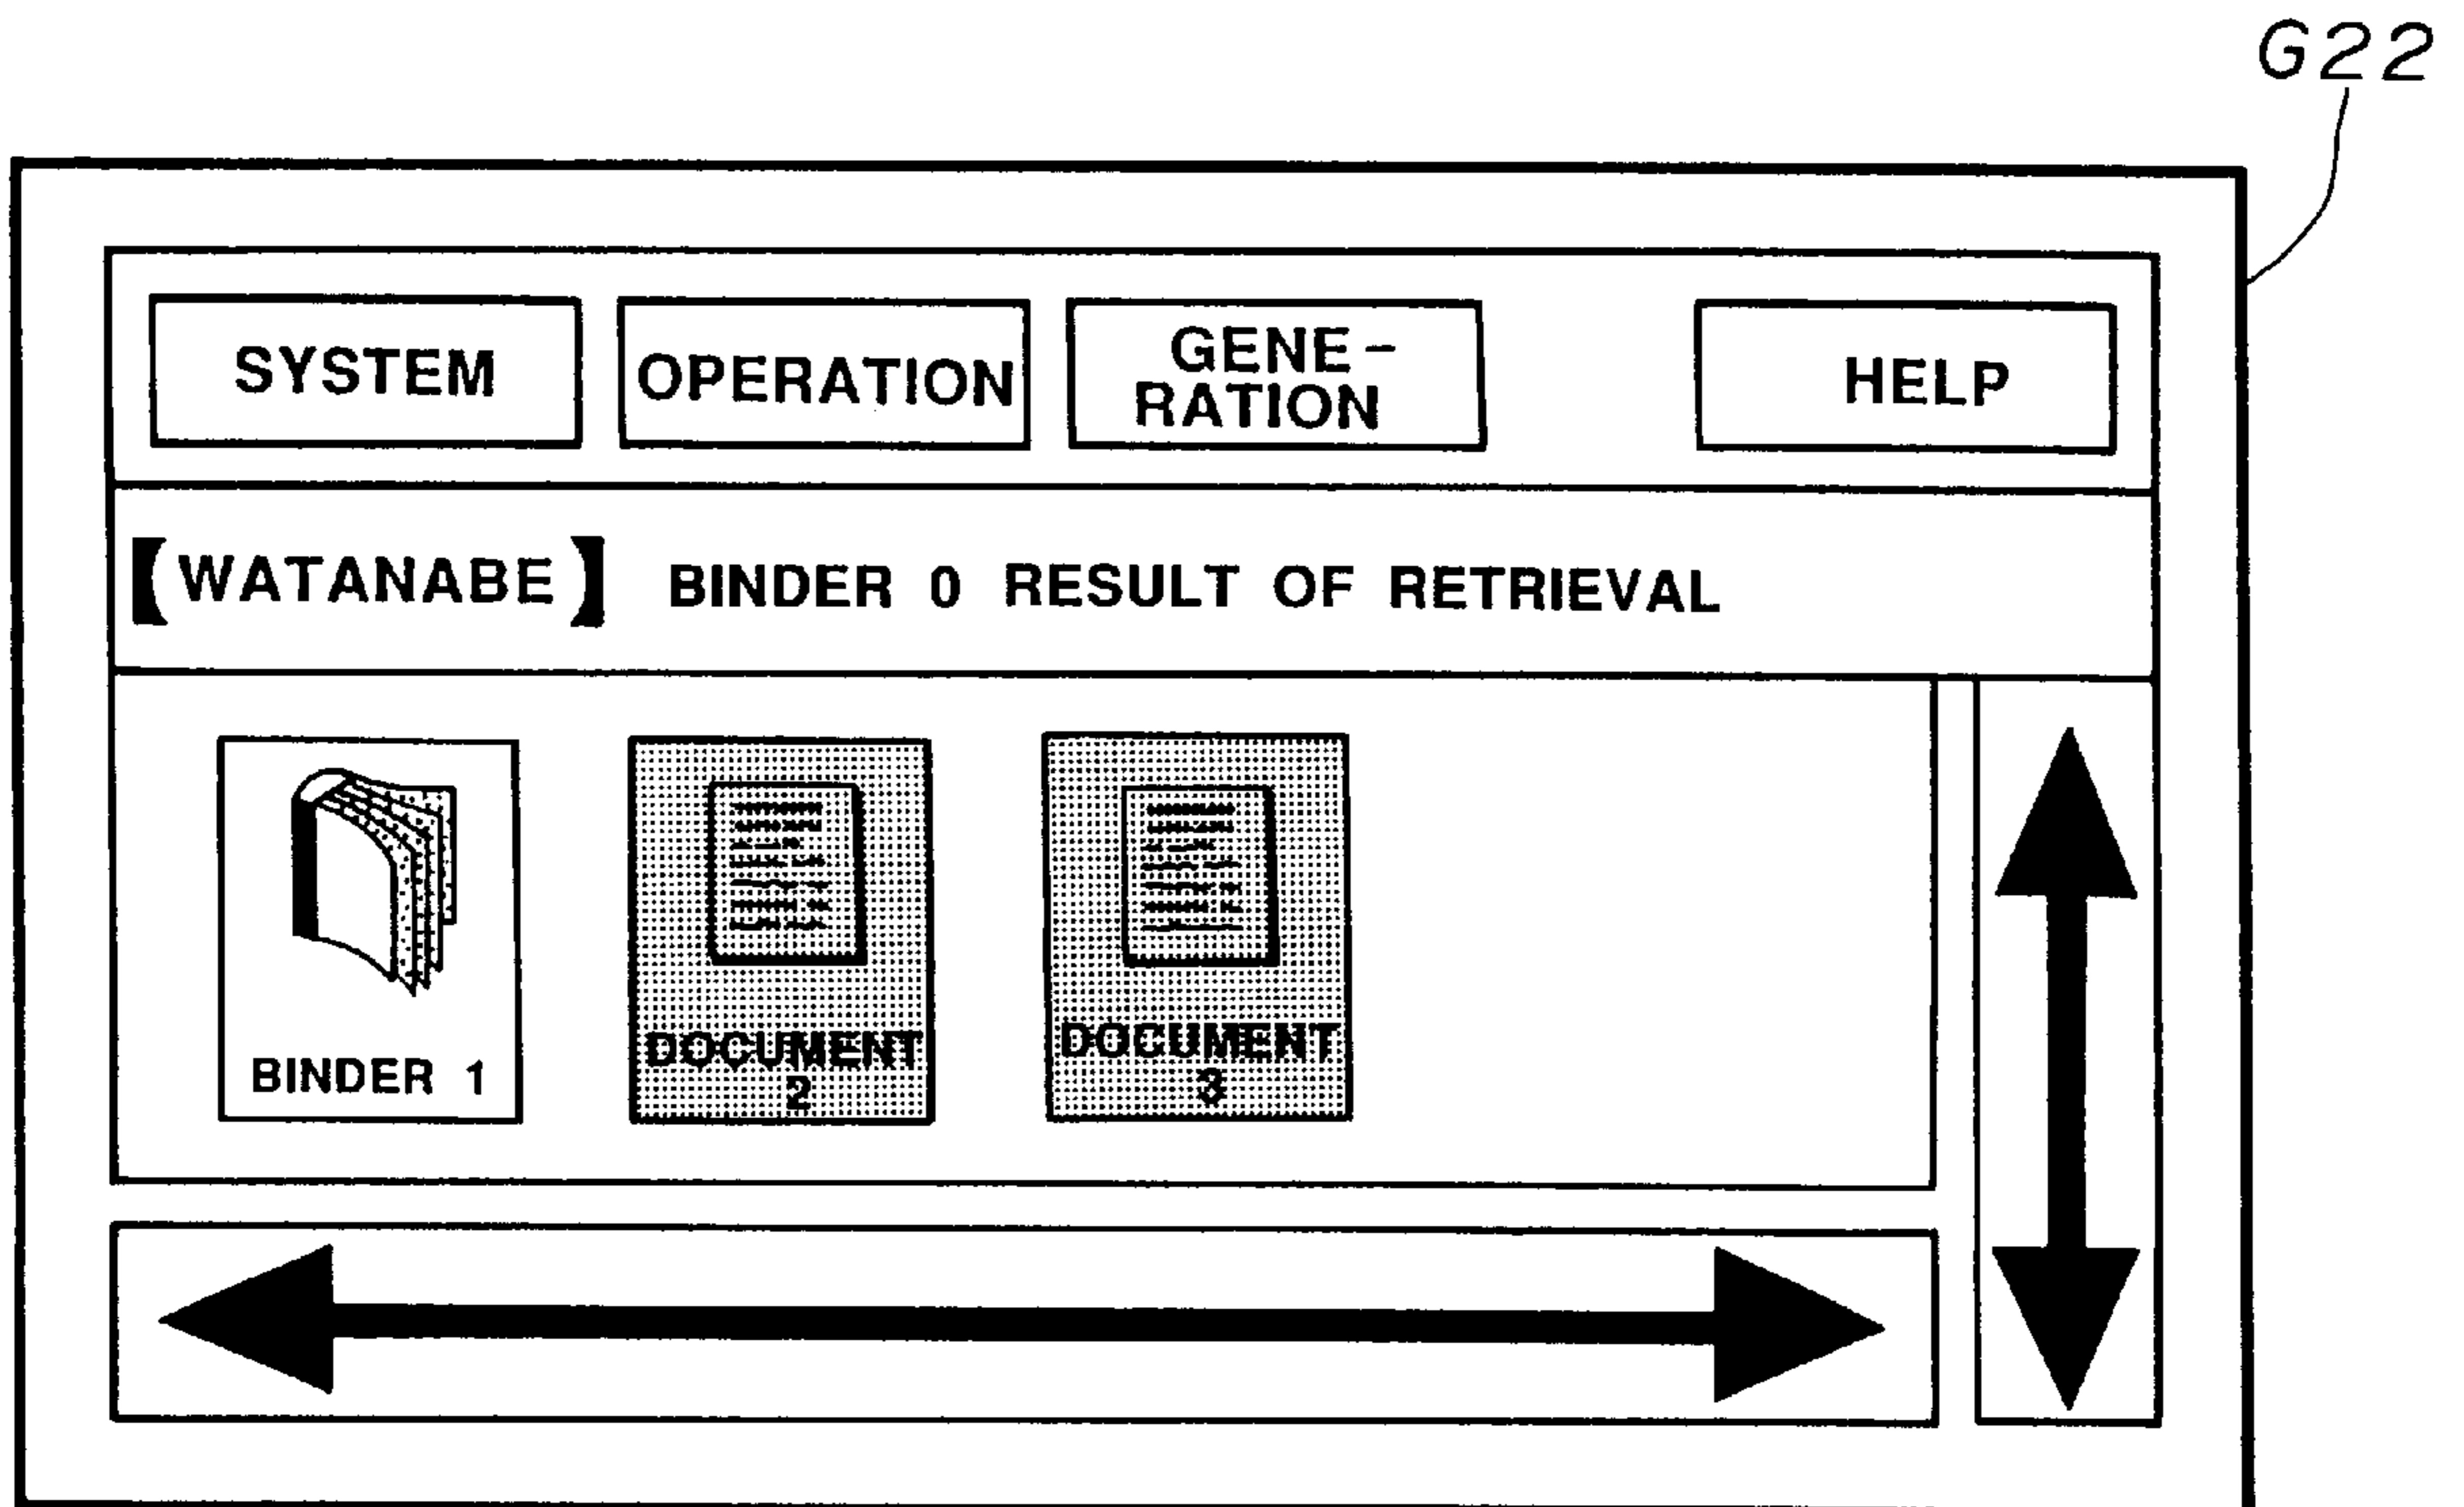 G22
SYSTEM
OPERATION
GENE-
RATION
HELP
【WATANABE】 BINDER 0 RESULT OF RETRIEVAL
BINDER 1
DOCUMENT
2
DOCUMENT
3